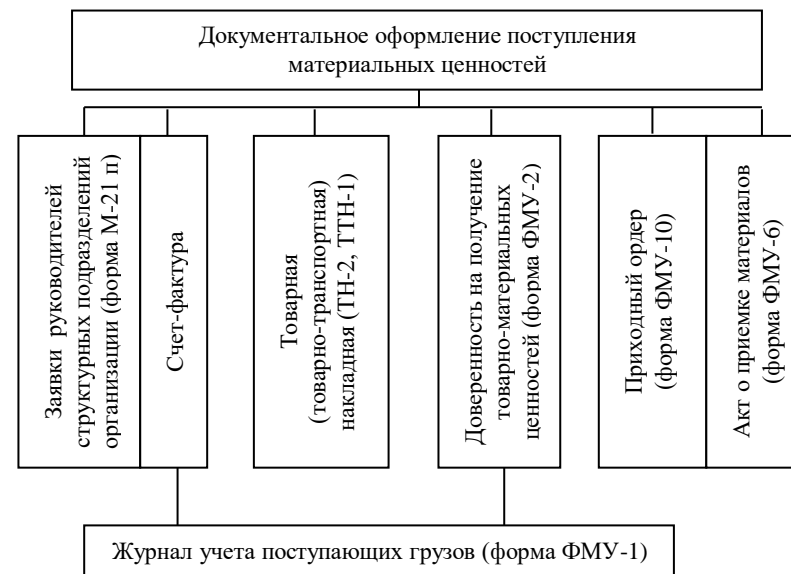 Документальное оформление поступления
материальных ценностей
Заявки руководителей
структурных подразделений
организации (форма М-21 п)
Счет-фактура
Товарная
(товарно-транспортная)
накладная (ТН-2, ТТН-1)
Доверенность на получение
товарно-материальных
ценностей (форма ФМУ-2)
Приходный ордер
(форма ФМУ-10)
Акт о приемке материалов
(форма ФМУ-6)
Журнал учета поступающих грузов (форма ФМУ-1)